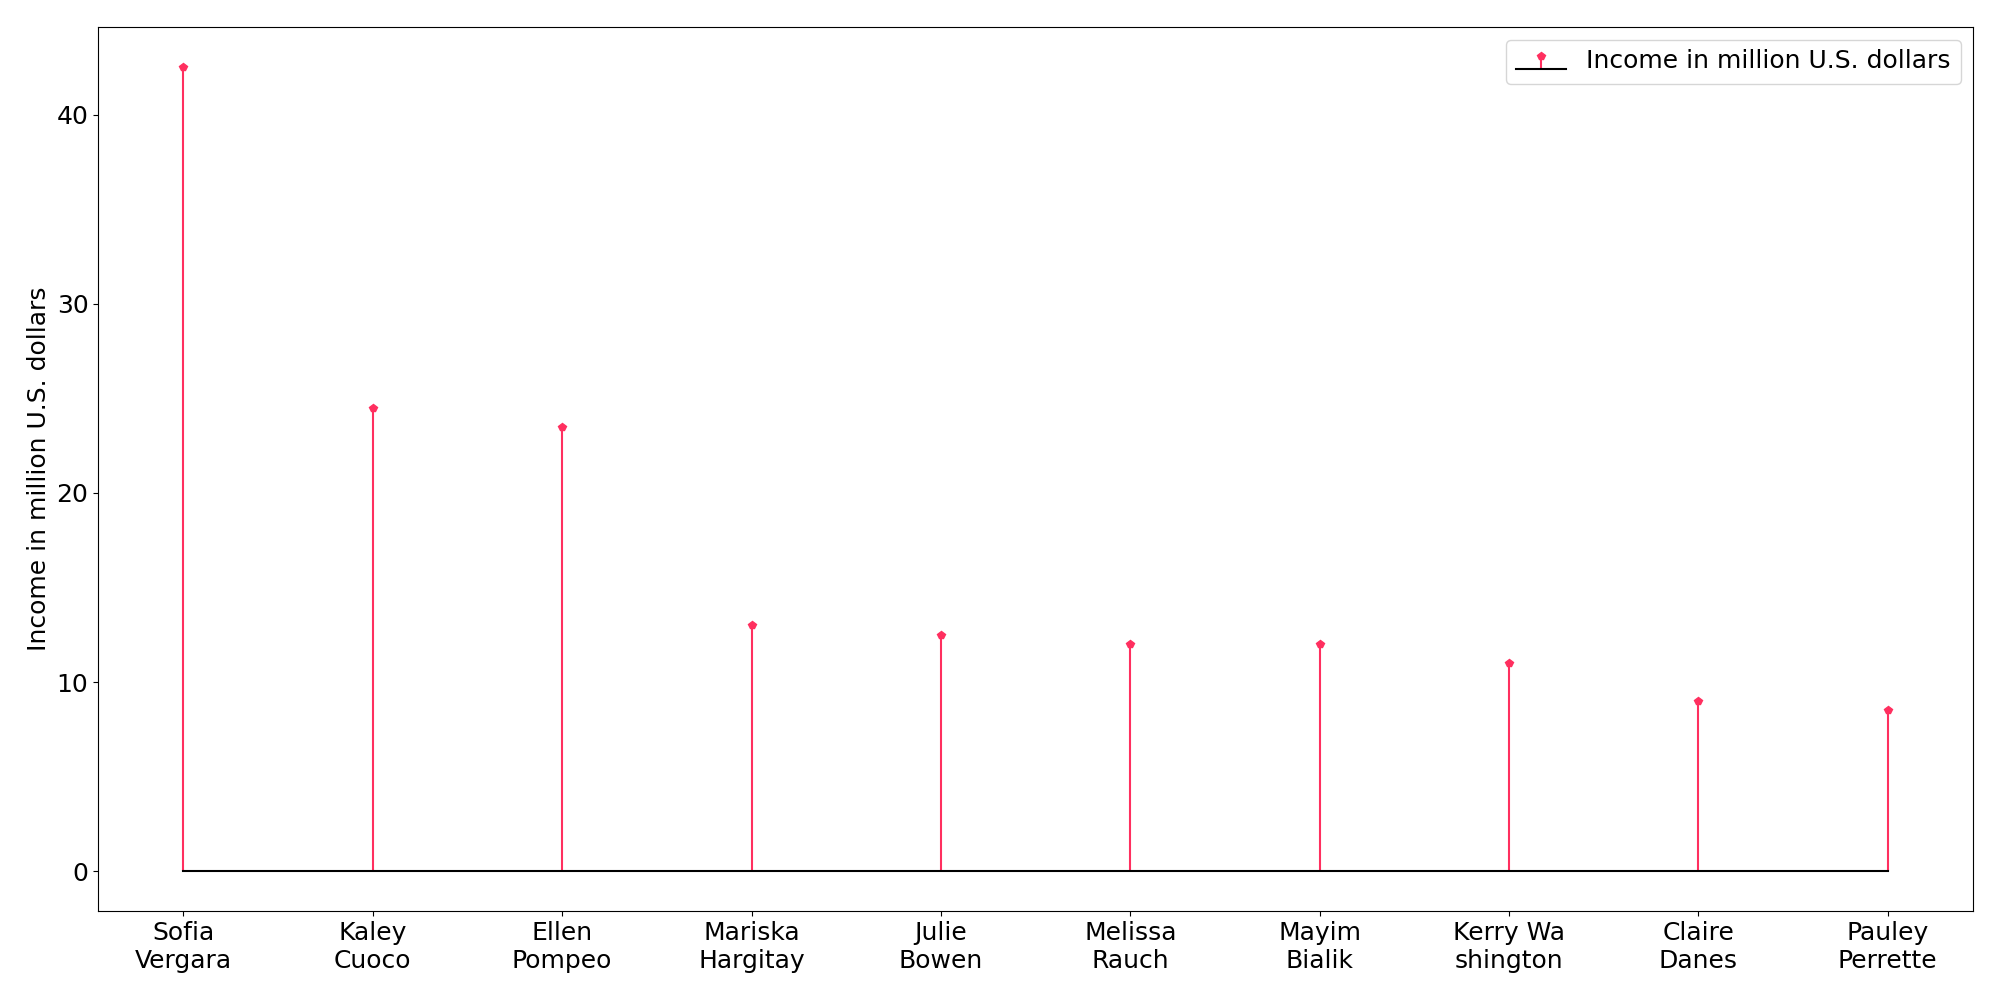 Income in million U.S. dollars
Income in million U.S. dollars
40
30
20
10
0
Sofia
Vergara
Kaley
Cuoco
Ellen
Pompeo
Mariska
Hargitay
Julie
Bowen
Melissa
Rauch
Mayim
Bialik
Kerry Wa
shington
Claire
Danes
Pauley
Perrette